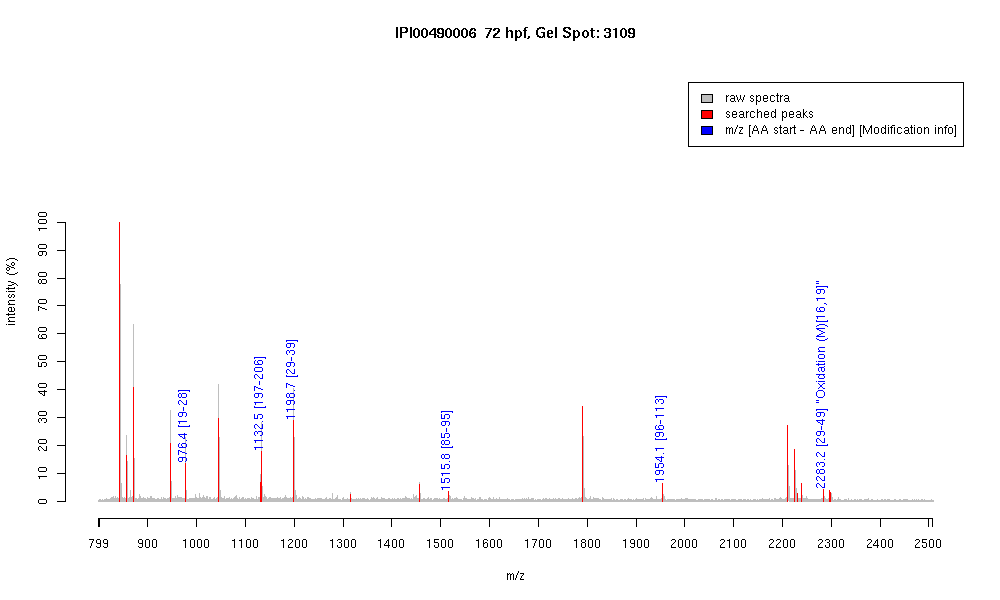 IPI00490006 72 hpf, Gel Spot: 3109
raw spectra
searched peaks
m/z [AA start - AA end] [Modification info]
intensity (%)
100
90
80
70
60
50
40
30
20
10
0
976.4 [19-28]
1132.5 [197-206]
1198.7 [29-39]
1515.8 [85-95]
1954.1 [96-113]
2283.2 [29-49] "Oxidation (M)[16,19]"
799 900 1000 1100 1200 1300 1400 1500 1600 1700 1800 1900 2000 2100 2200 2300 2400 2500
m/z